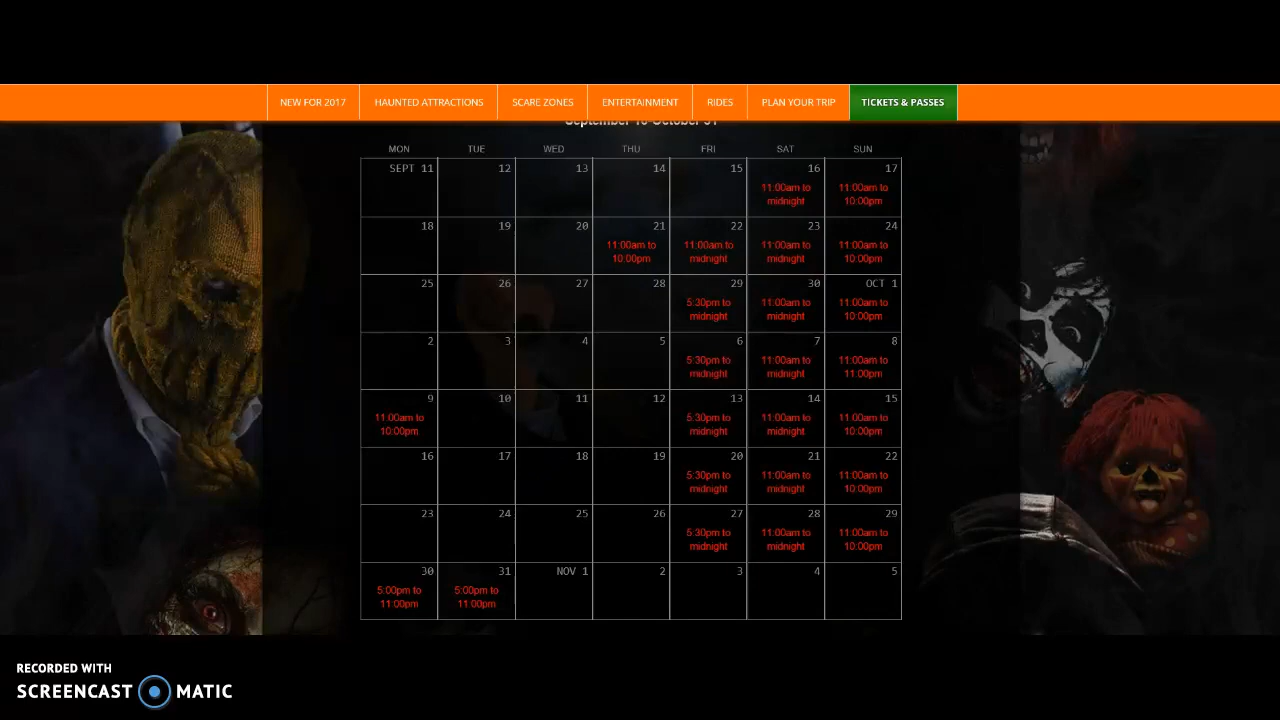 NEW FOR 2017 HAUNTED ATTRACTIONS SCARE ZONES ENTERTAINMENT RIDES PLAN YOUR TRIP TICKETS & PASSES
MON TUE WED THU FRI SAT SUN
SEPT 11 12 13 14 15 16 17
11:00am to 11:00am to
midnight 10:00pm
18 19 20 21 22 23 24
11:00am to 11:00am to 11:00am to 11:00am to
10:00pm midnight midnight 10:00pm
25 26 27 28 29 30 OCT 1
5:30pm to 11:00am to 11:00am to
midnight midnight 10:00pm
2 3 4 5 6 7 8
5:30pm to 11:00am to 11:00am to
midnight midnight 11:00pm
9 10 11 12 13 14 15
11:00am to 5:30pm to 11:00am to 11:00am to
10:00pm midnight midnight 10:00pm
16 17 18 19 20 21 22
5:30pm to 11:00am to 11:00am to
midnight midnight 10:00pm
23 24 25 26 27 28 29
5:30pm to 11:00am to 11:00am to
midnight midnight 10:00pm
30 31 NOV 1 2 3 4 5
5:00pm to 5:00pm to
11:00pm 11:00pm
RECORDED WITH
SCREENCAST MATIC